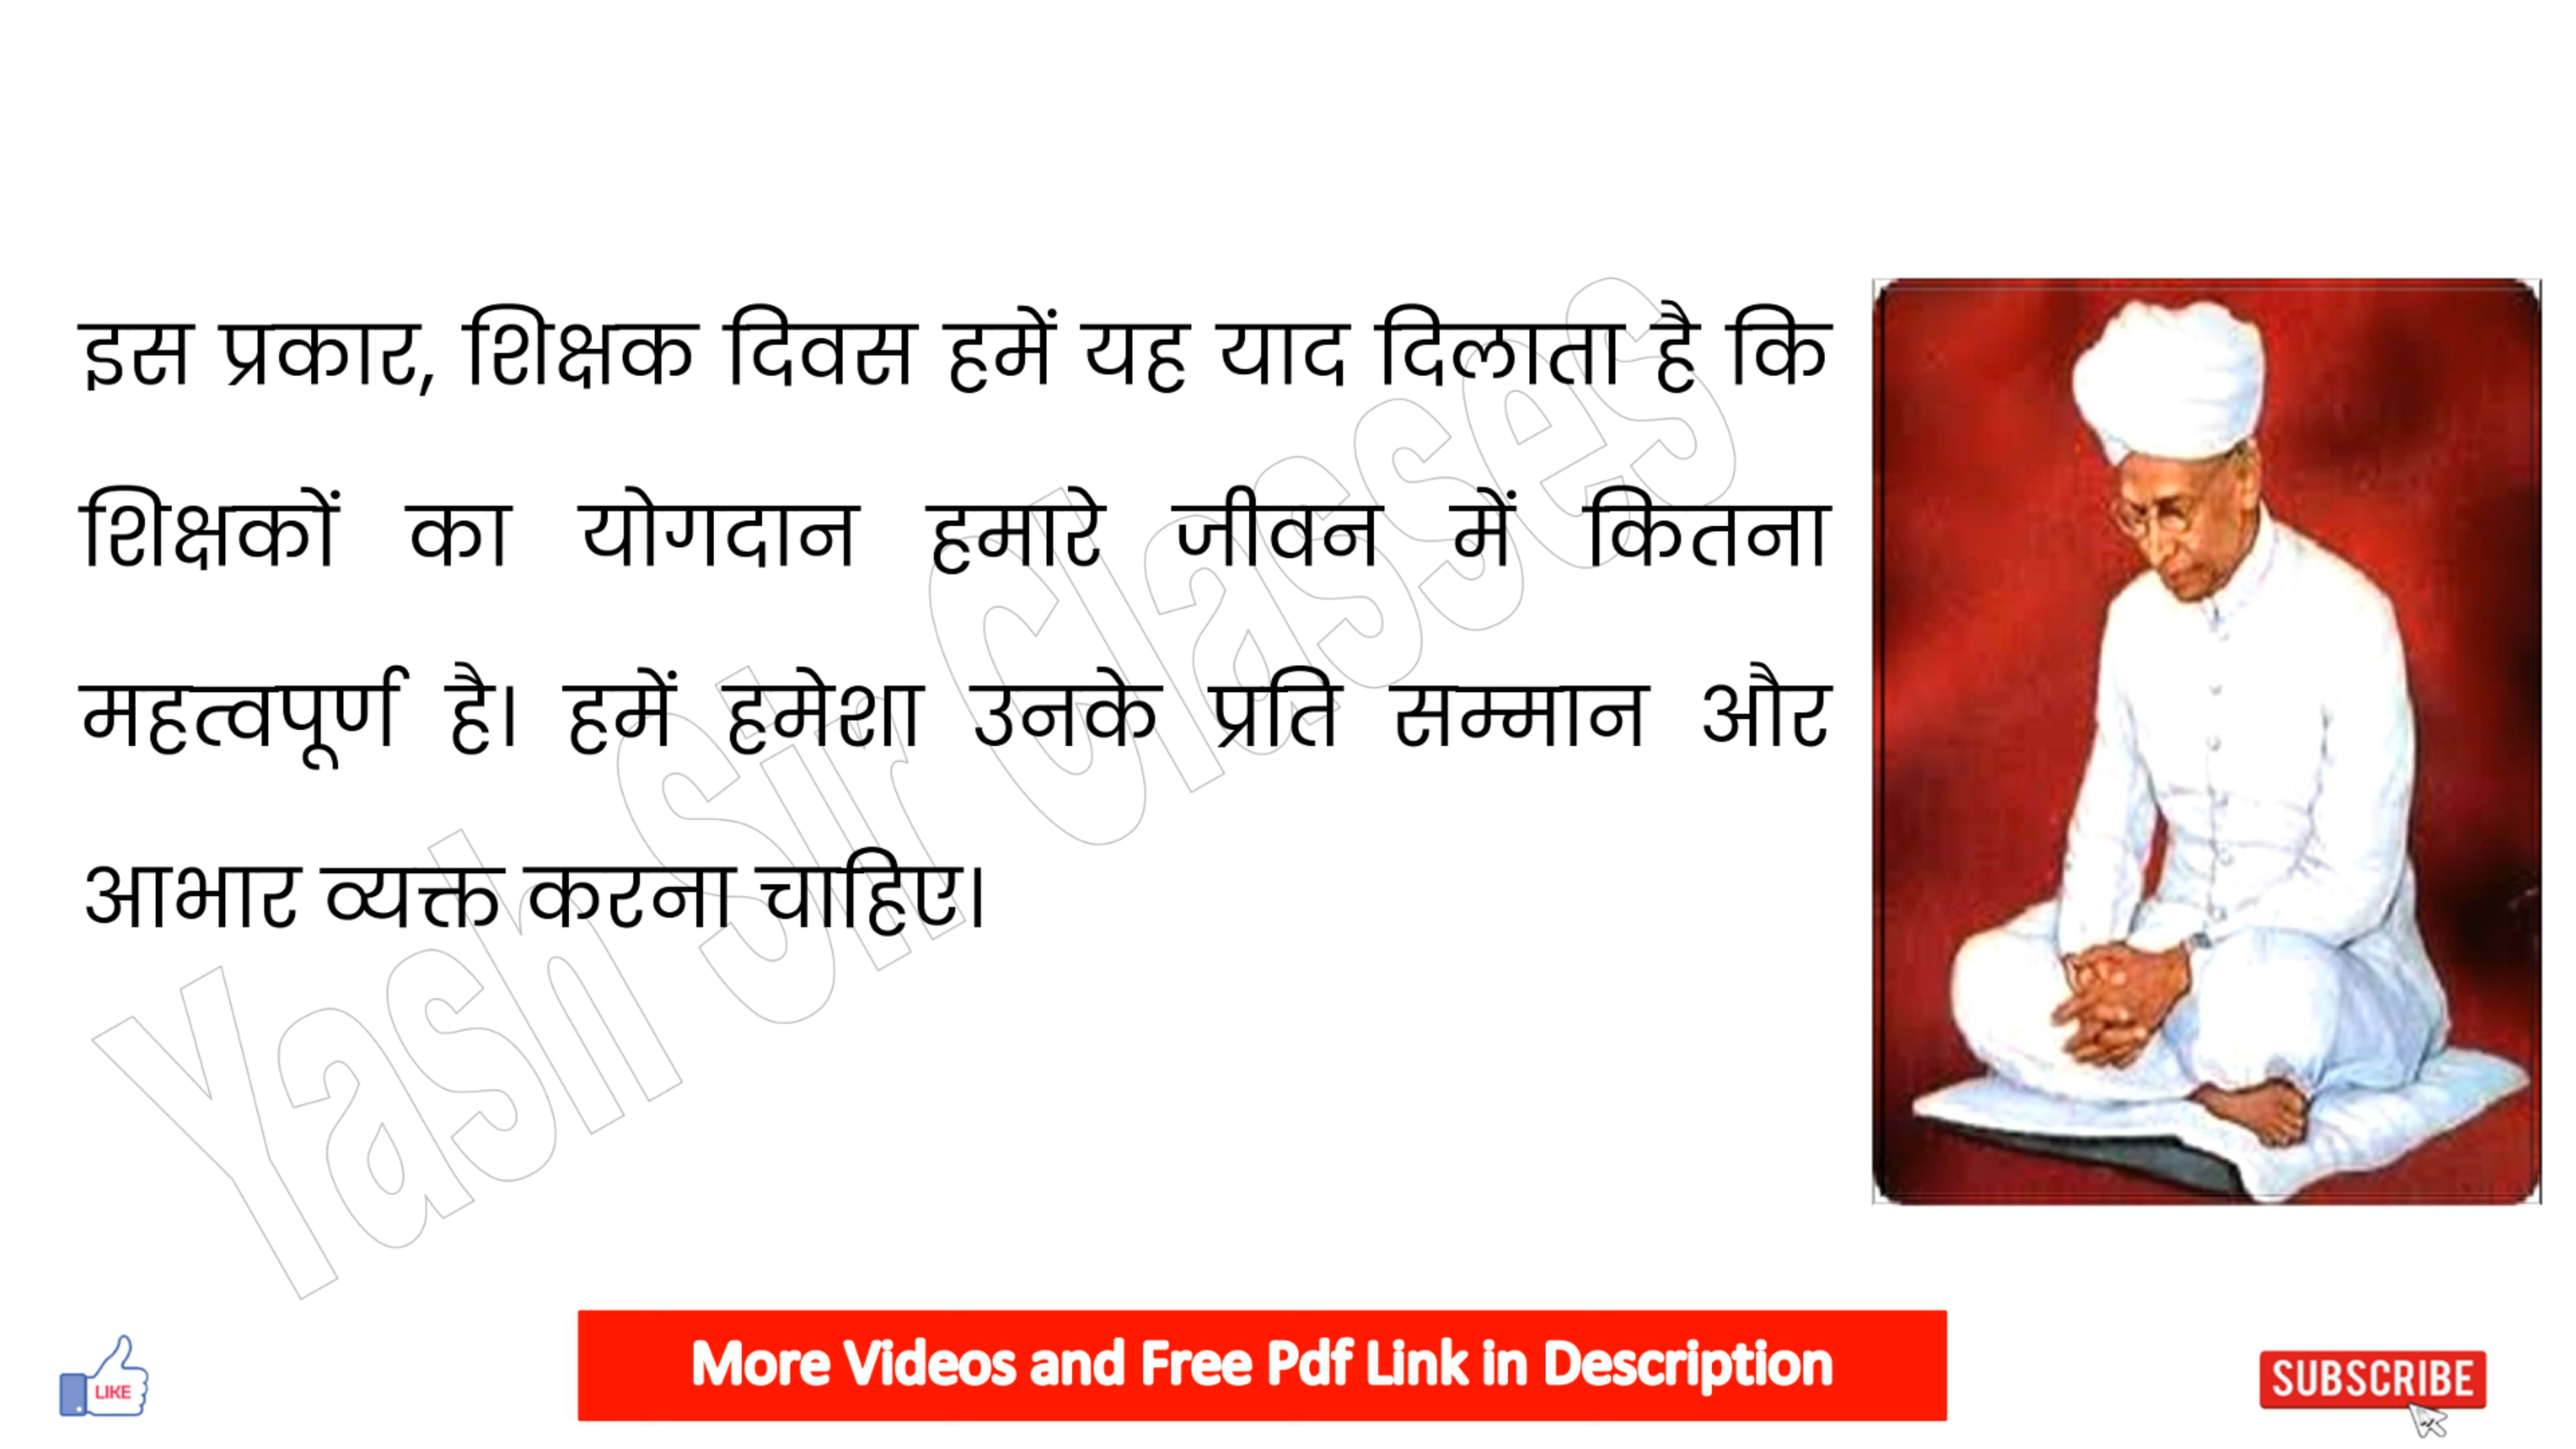 इस प्रकार, शिक्षक दिवस हमें यह याद दिलाता है कि
शिक्षकों का योगदान हमारे जीवन में कितना
महत्वपूर्ण है। हमें हमेशा उनके प्रति सम्मान और
आभार व्यक्त करना चाहिए।
Yash Sir Classes
LIKE
More Videos and Free Pdf Link in Description
SUBSCRIBE